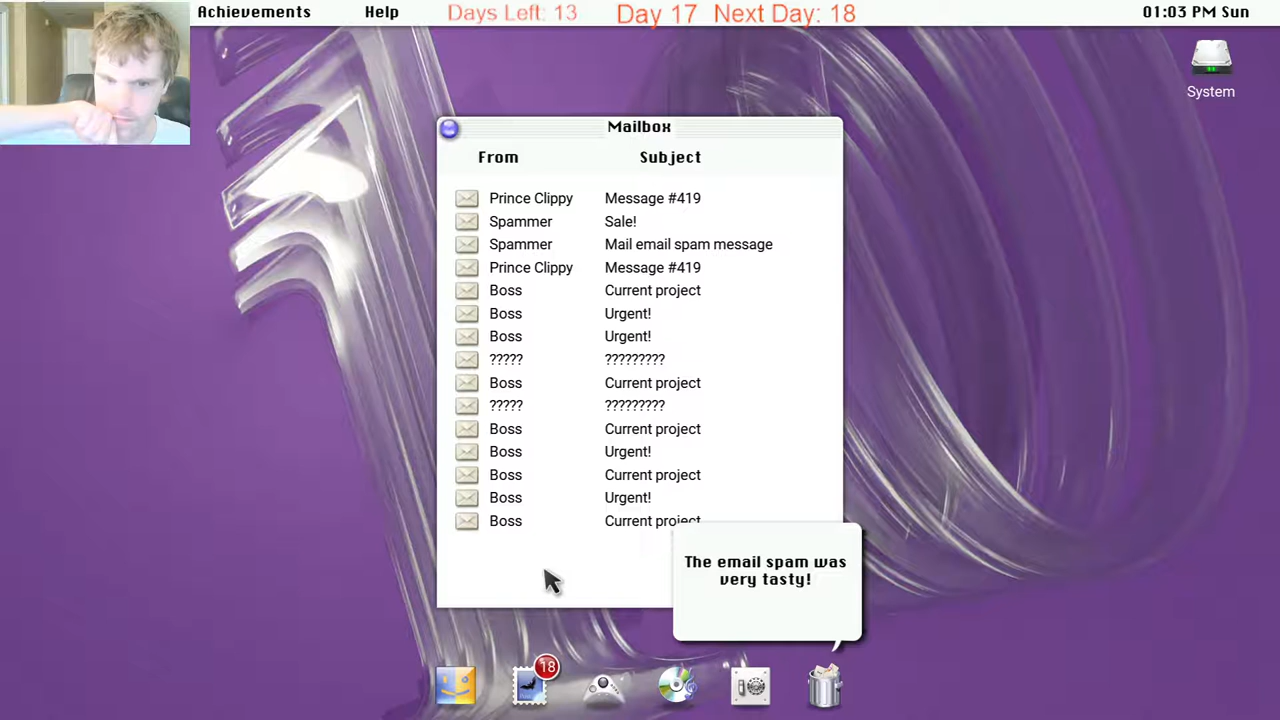 Achievements Help Days Left: 13 Day 17 Next Day: 18 01:03 PM Sun
System
Mailbox
From Subject
Prince Clippy Message #419
Spammer Sale!
Spammer Mail email spam message
Prince Clippy Message #419
Boss Current project
Boss Urgent!
Boss Urgent!
????? ?????????
Boss Current project
????? ?????????
Boss Current project
Boss Urgent!
Boss Current project
Boss Urgent!
Boss Current project
The email spam was
very tasty!
18